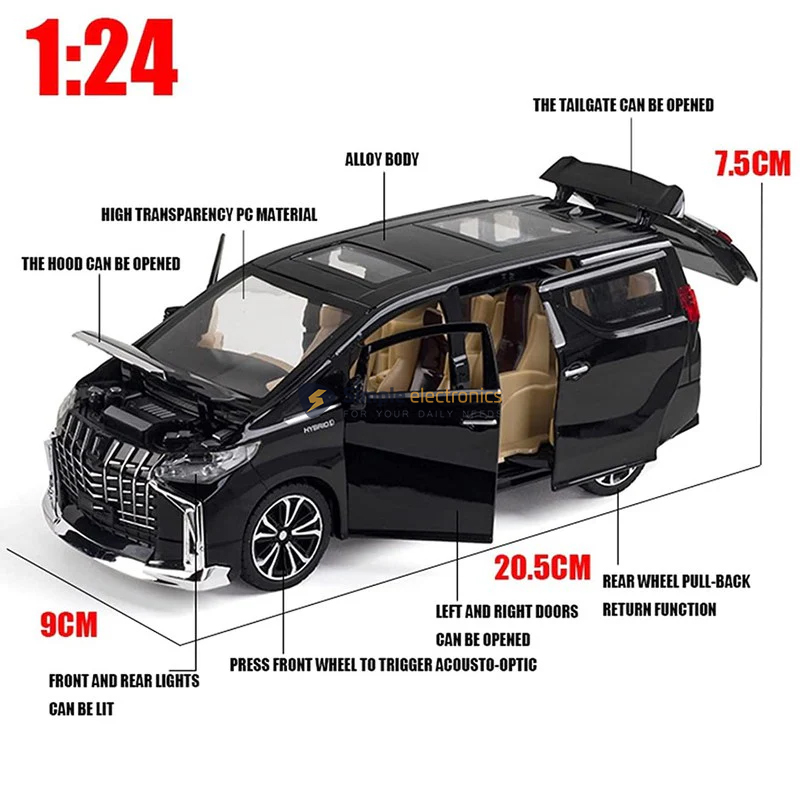 1:24
THE TAILGATE CAN BE OPENED
7.5CM
ALLOY BODY
HIGH TRANSPARENCY PC MATERIAL
THE HOOD CAN BE OPENED
electronics
FOR YOUR DAILY NEEDS
HYBRID
20.5CM
REAR WHEEL PULL-BACK
RETURN FUNCTION
LEFT AND RIGHT DOORS
CAN BE OPENED
9CM
PRESS FRONT WHEEL TO TRIGGER ACOUSTO-OPTIC
FRONT AND REAR LIGHTS
CAN BE LIT